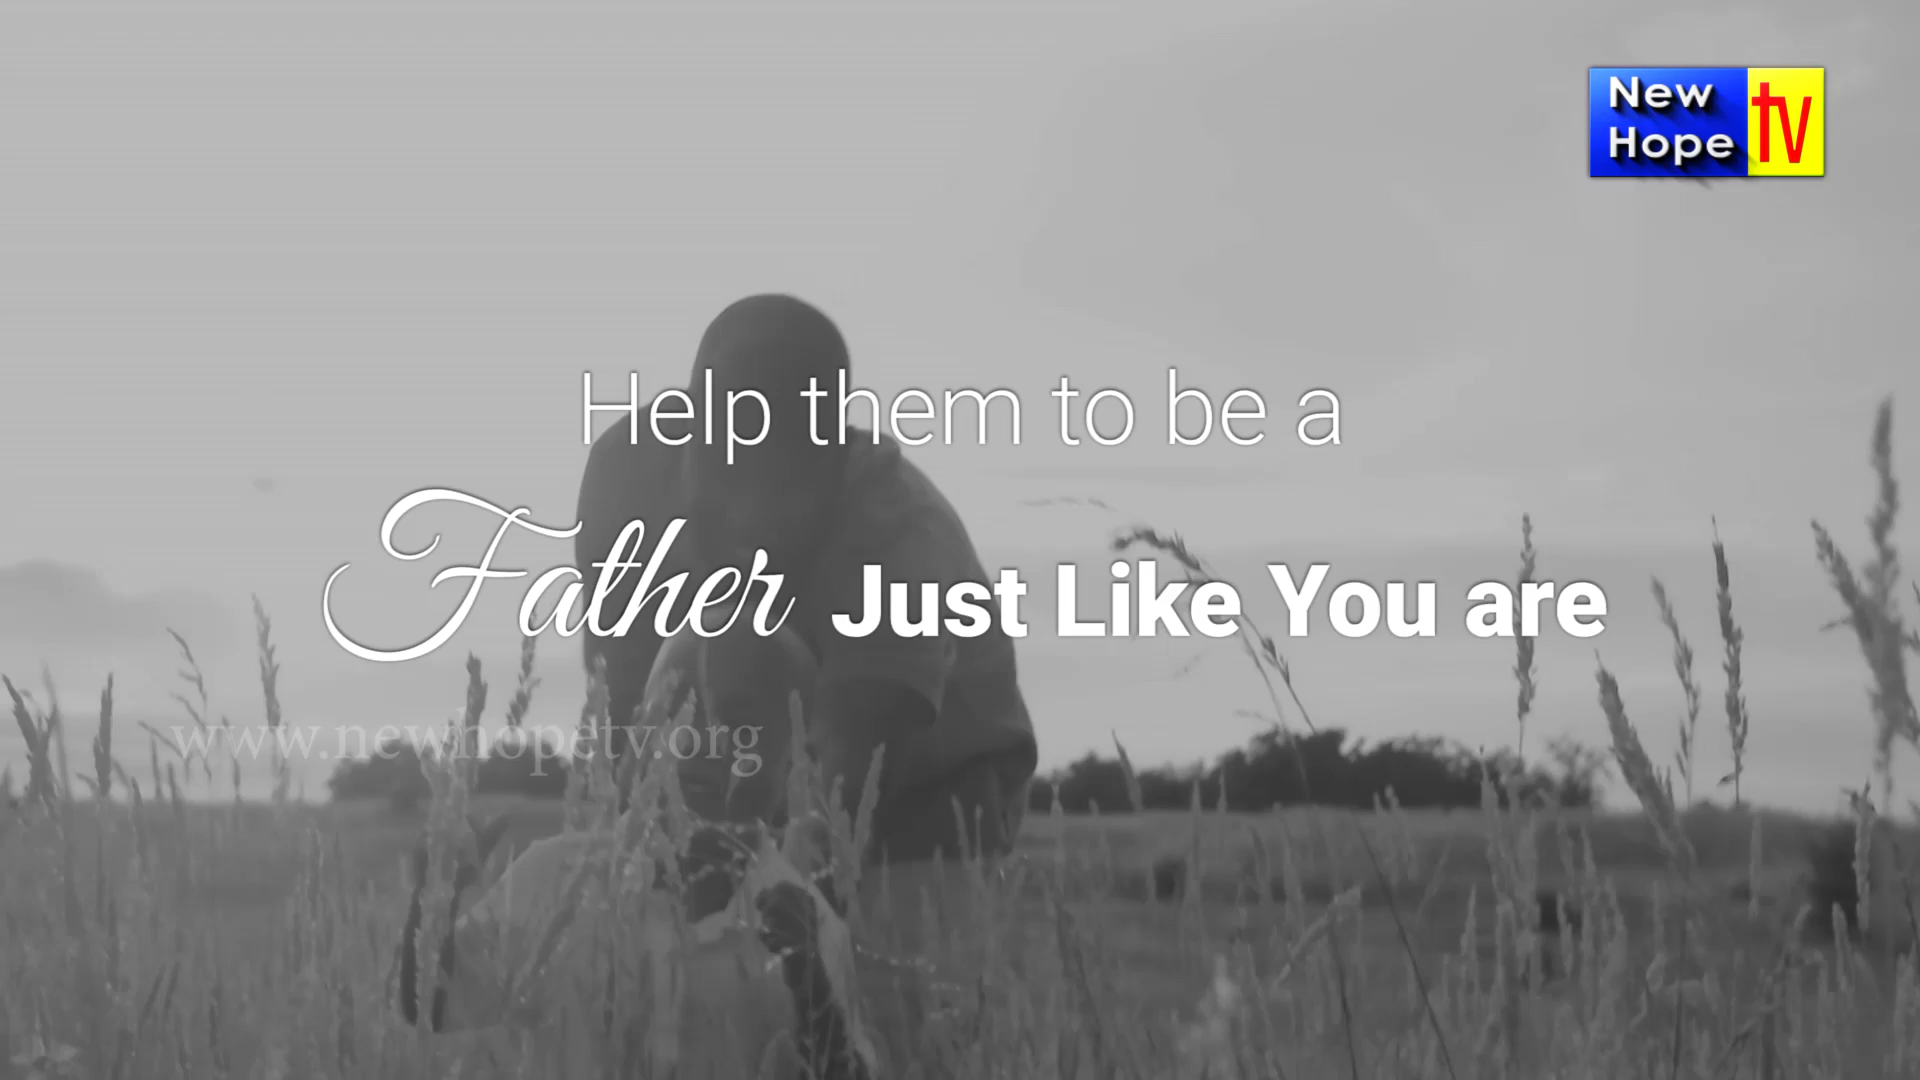 New
Hope
tv
Help them to be a
Father Just Like You are
www.newhopetv.org